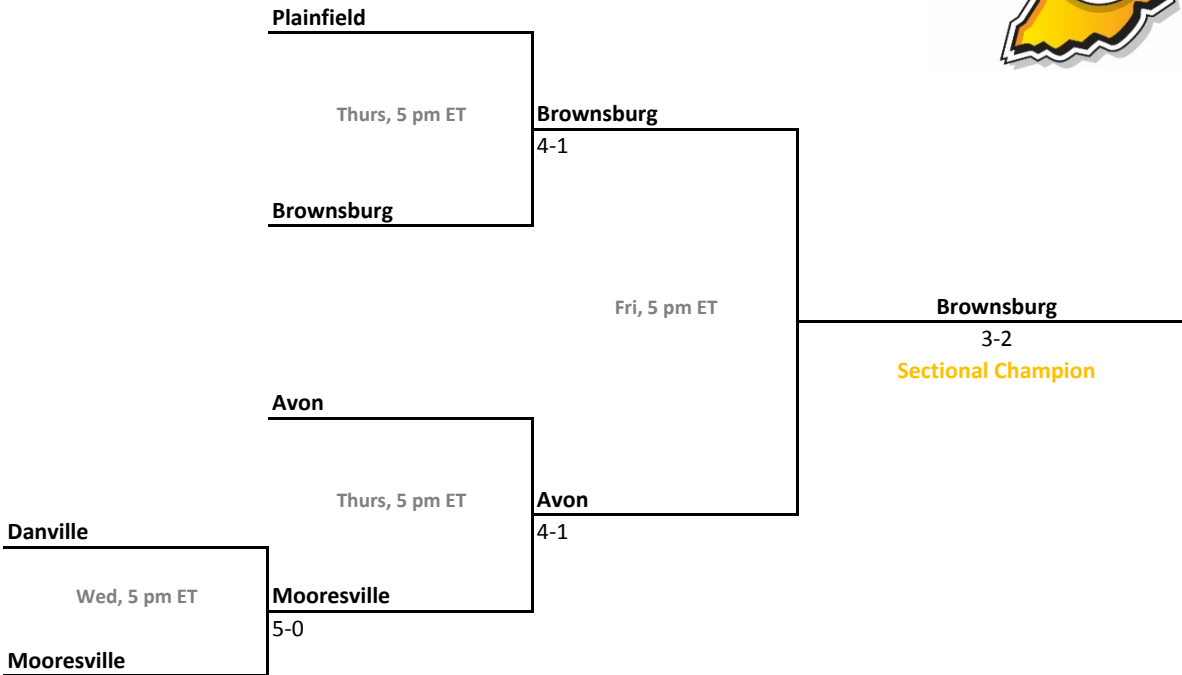 Plainfield
Thurs, 5 pm ET
Brownsburg
4-1
Brownsburg
Fri, 5 pm ET
Brownsburg
3-2
Sectional Champion
Avon
Thurs, 5 pm ET
Avon
4-1
Danville
Wed, 5 pm ET
Mooresville
5-0
Mooresville